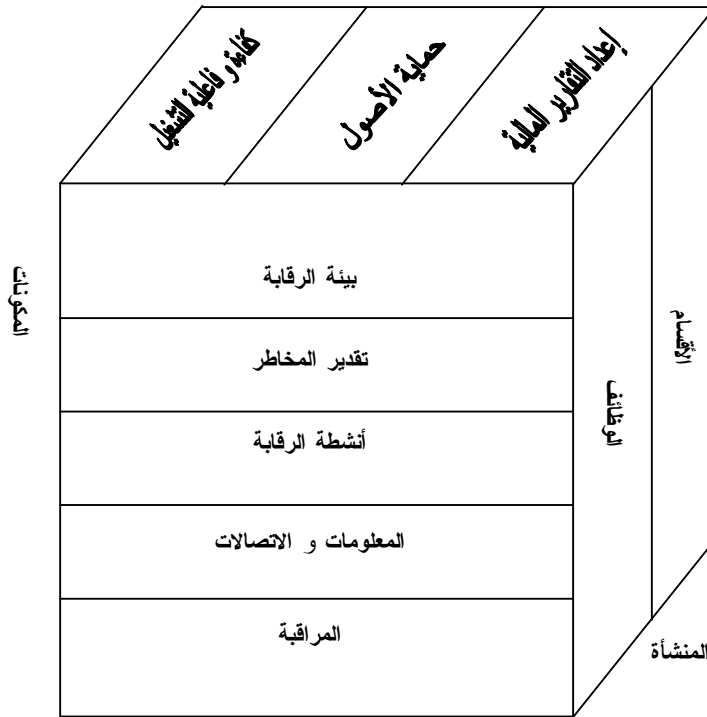 إعداد التقارير المالية
حماية الأصول
كفاءة و فاعلية التشغيل
المكونات
بيئة الرقابة
تقدير المخاطر
أنشطة الرقابة
المعلومات و الاتصالات
المراقبة
الوظائف
الأقسام
المنشأة